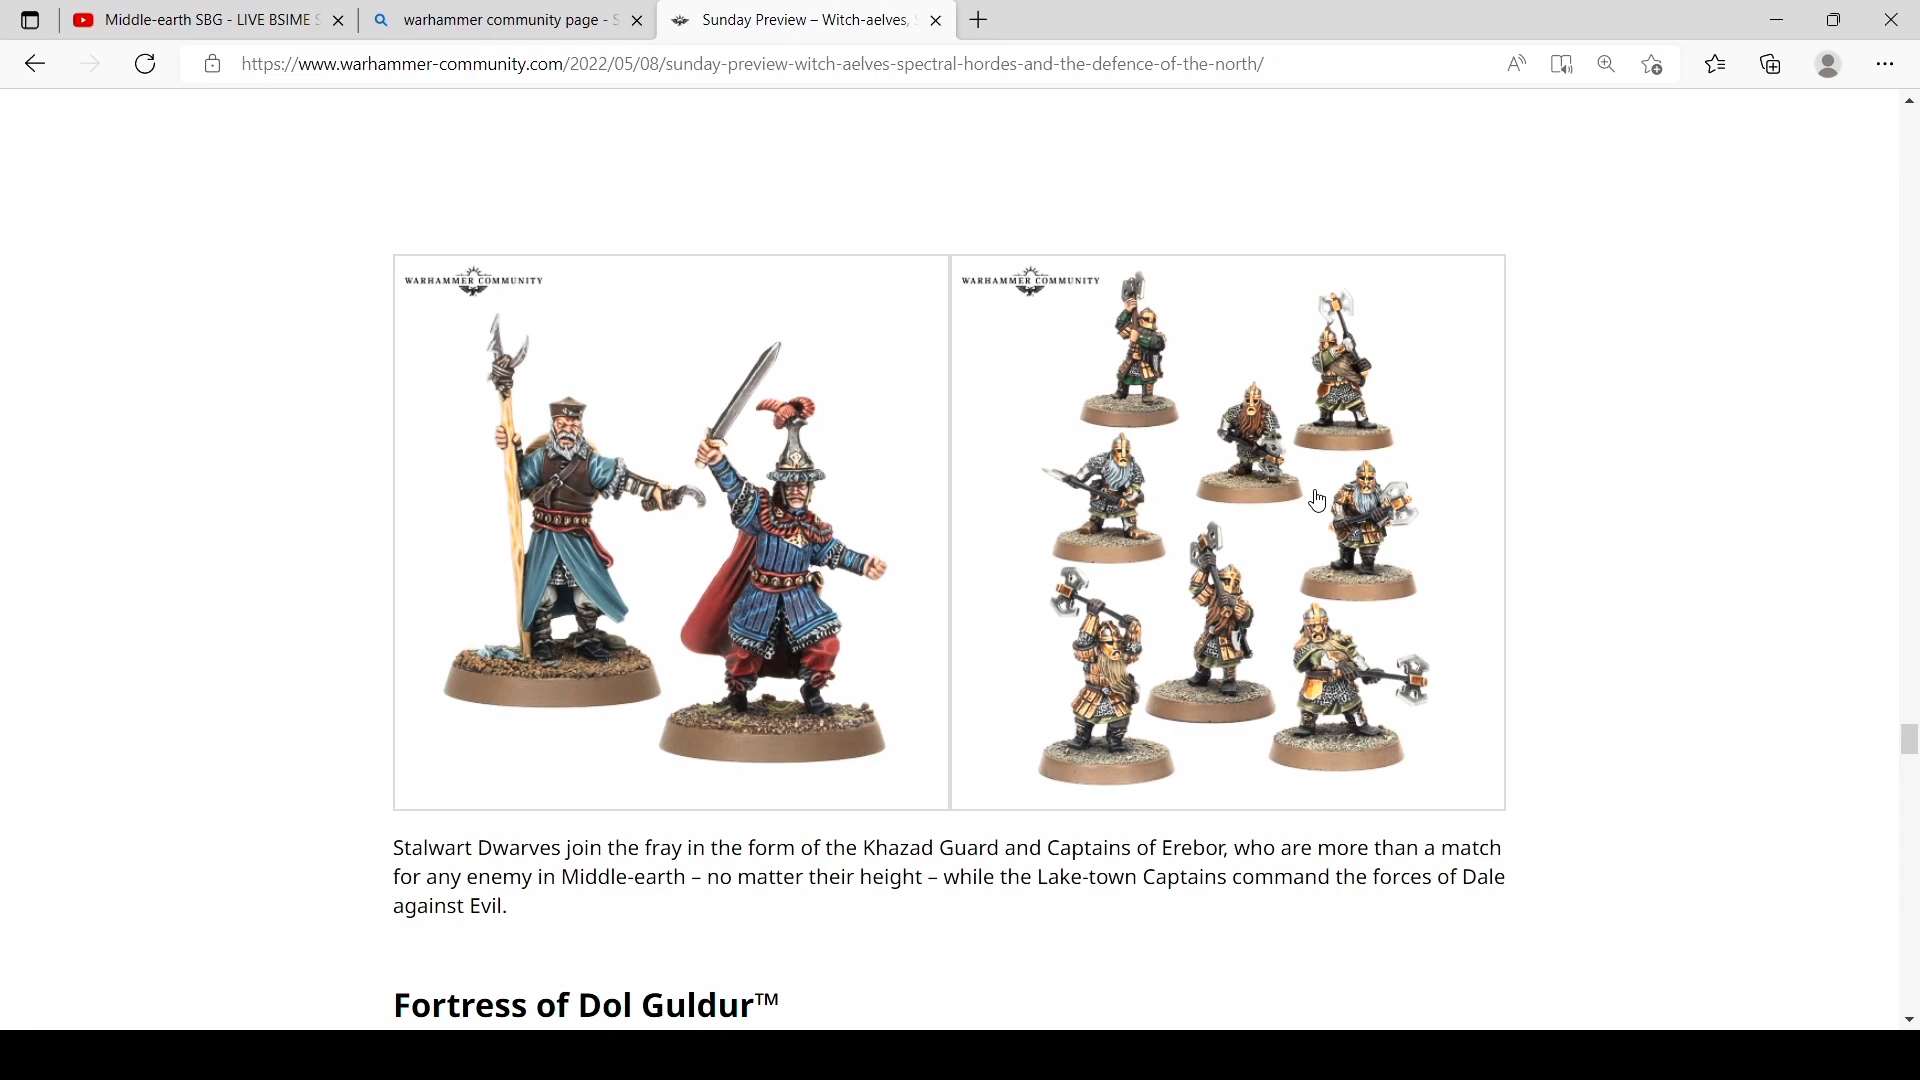 Middle-earth SBG - LIVE BSIME S
warhammer community page - S
Sunday Preview – Witch-aelves, S
https://www.warhammer-community.com/2022/05/08/sunday-preview-witch-aelves-spectral-hordes-and-the-defence-of-the-north/
WARHAMMER COMMUNITY
WARHAMMER COMMUNITY
Stalwart Dwarves join the fray in the form of the Khazad Guard and Captains of Erebor, who are more than a match
for any enemy in Middle-earth – no matter their height – while the Lake-town Captains command the forces of Dale
against Evil.
Fortress of Dol Guldur™